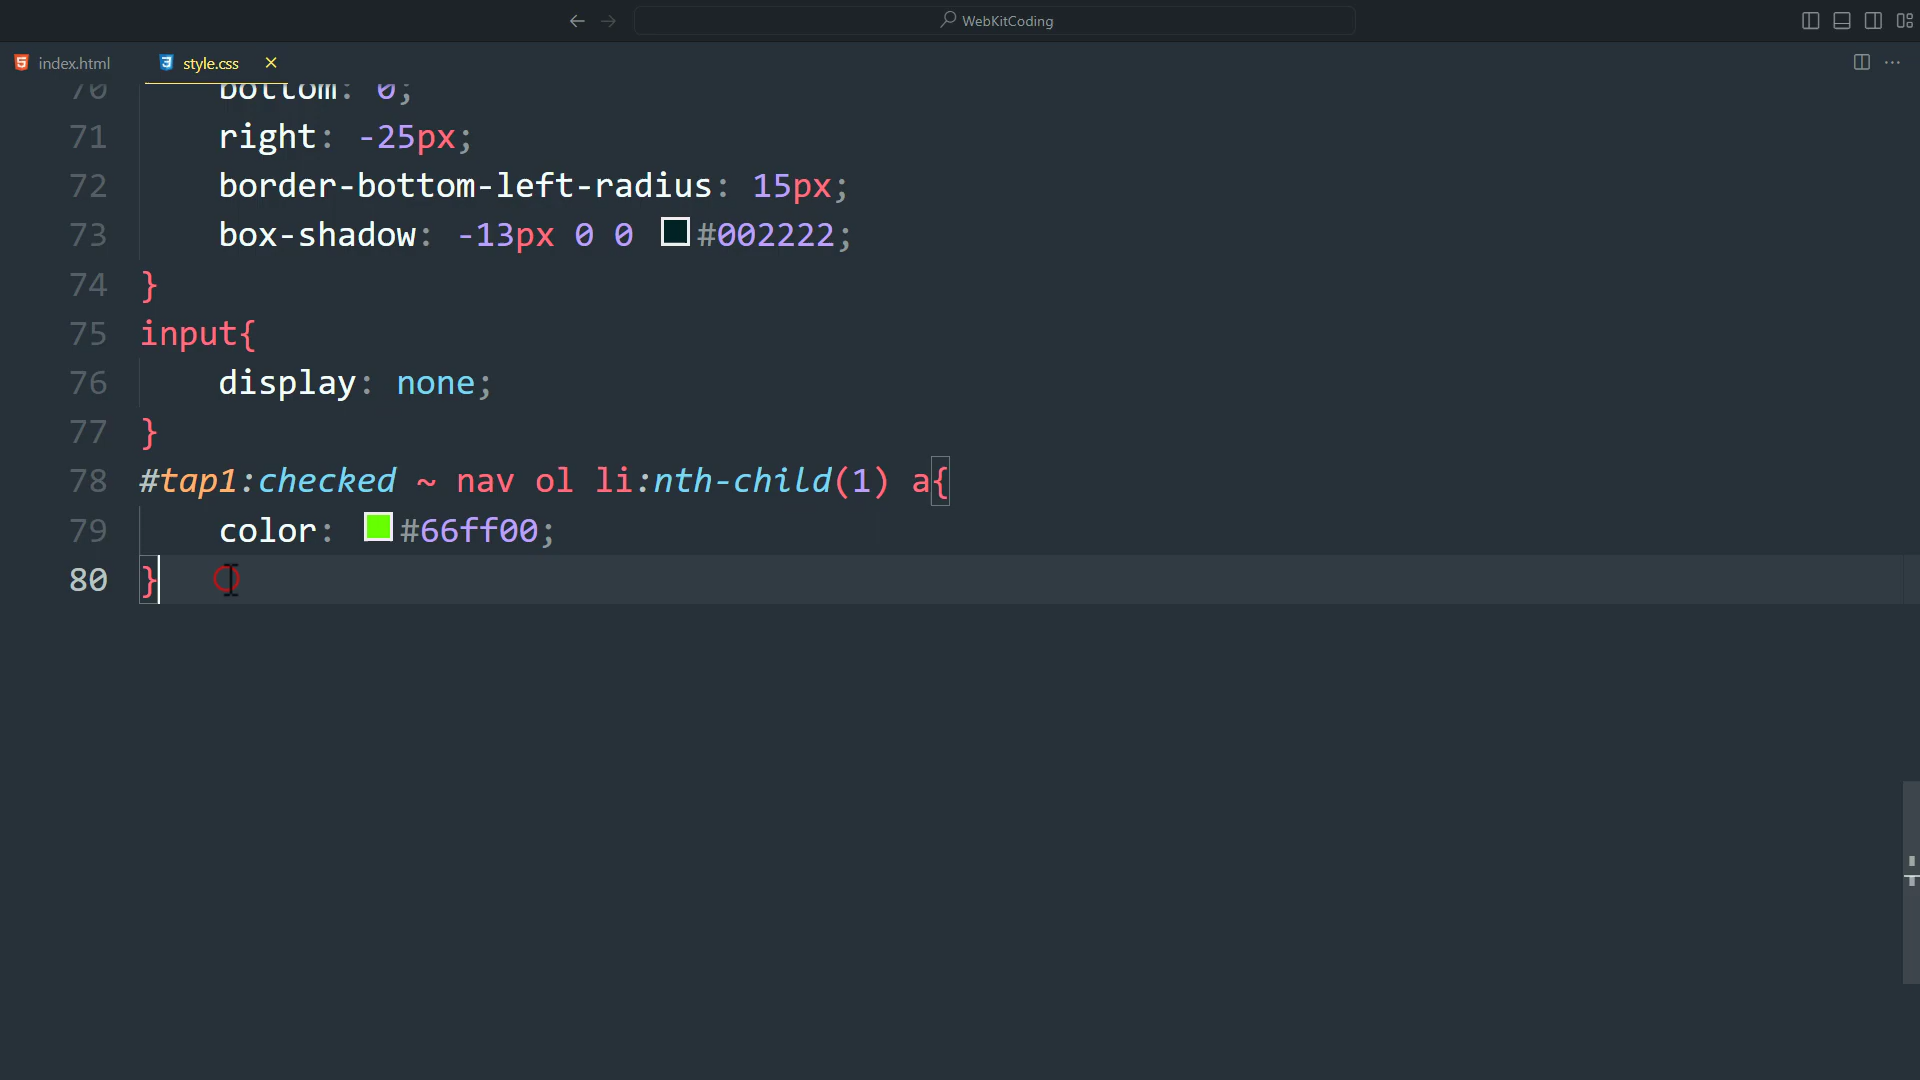 WebKitCoding
index.html
style.css
70 bottom: 0;
71 right: -25px;
72 border-bottom-left-radius: 15px;
73 box-shadow: -13px 0 0 #002222;
74 }
75 input{
76 display: none;
77 }
78 #tap1:checked ~ nav ol li:nth-child(1) a{
79 color: #66ff00;
80 }